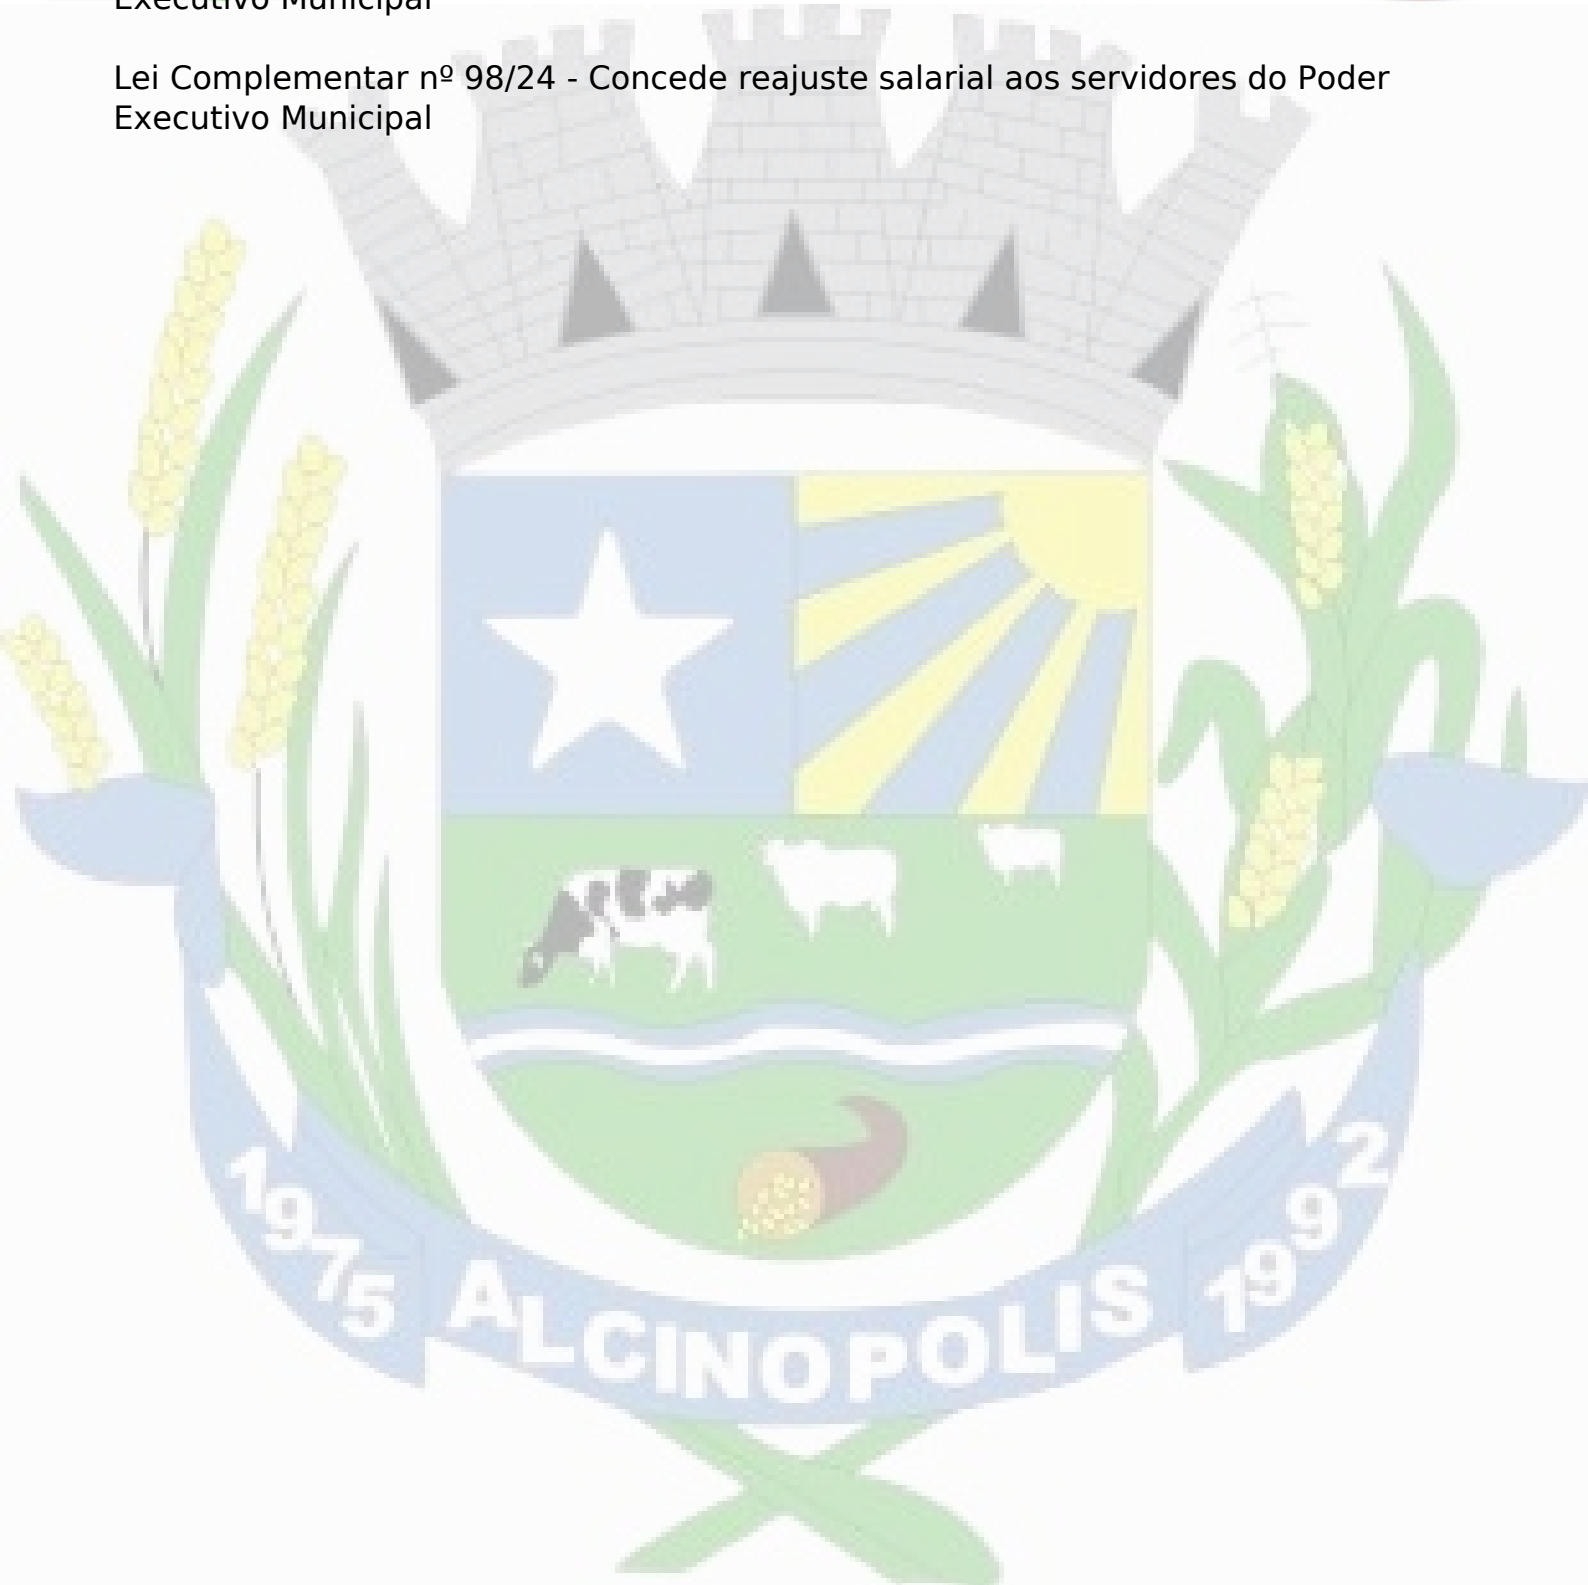 Executivo Municipal
Lei Complementar nº 98/24 - Concede reajuste salarial aos servidores do Poder
Executivo Municipal
1975
ALCINOPOLIS
1992